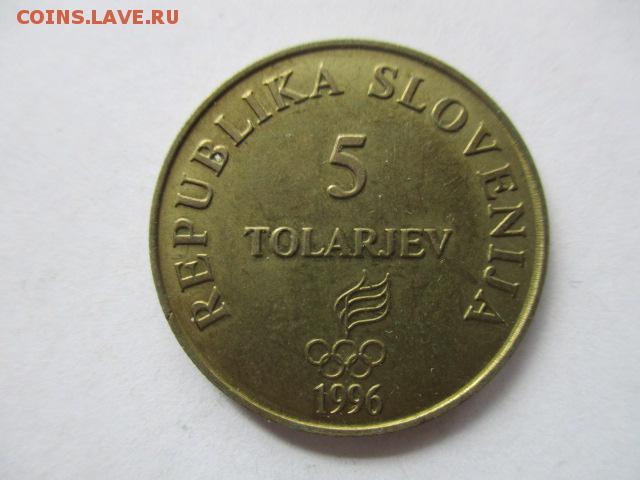 COINS.LAVE.RU
REPUBLIKA SLOVENIJA
5
TOLARJEV
1996